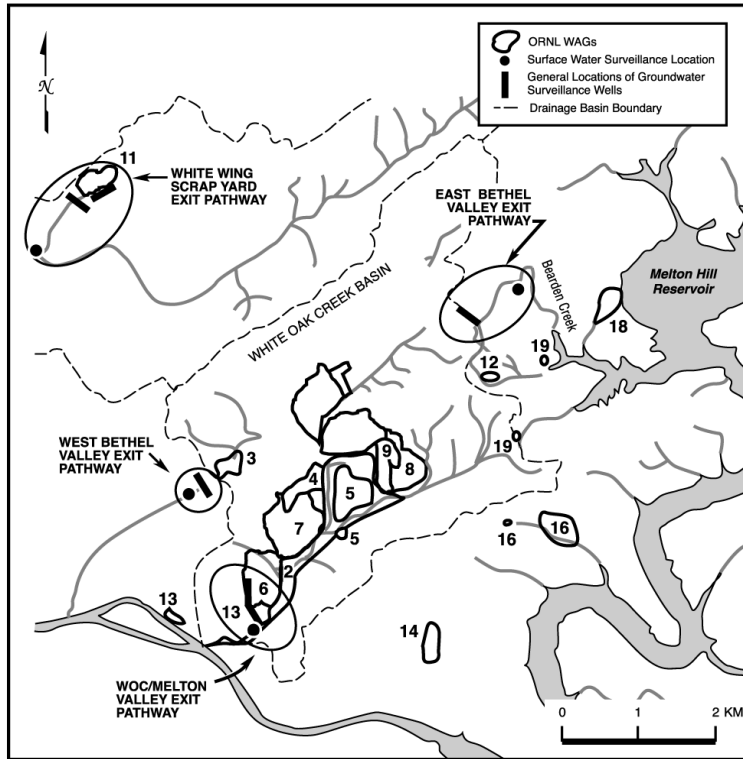 ORNL WAGs
Surface Water Surveillance Location
General Locations of Groundwater
Surveillance Wells
Drainage Basin Boundary
N
11
WHITE WING
SCRAP YARD
EXIT PATHWAY
EAST BETHEL
VALLEY EXIT
PATHWAY
Bearden Creek
Melton Hill
Reservoir
WHITE OAK CREEK BASIN
18
19
12
WEST BETHEL
VALLEY EXIT
PATHWAY
3
19
9
8
4
5
7
5
16
16
2
6
13
13
14
WOC/MELTON
VALLEY EXIT
PATHWAY
0 1 2 KM